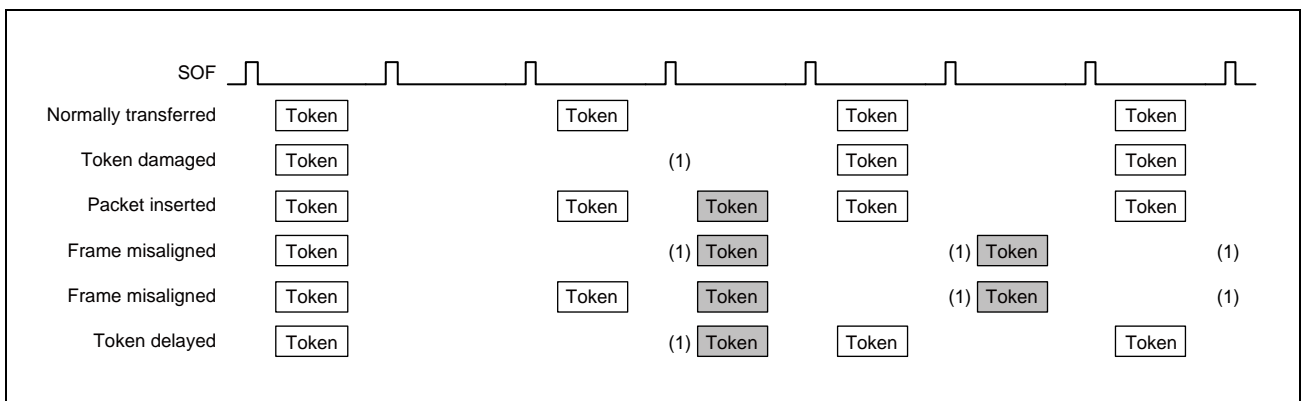 SOF
Normally transferred Token Token Token Token
Token damaged Token (1) Token Token
Packet inserted Token Token Token Token Token
Frame misaligned Token (1) Token (1) Token (1)
Frame misaligned Token Token Token (1) Token (1)
Token delayed Token (1) Token Token Token